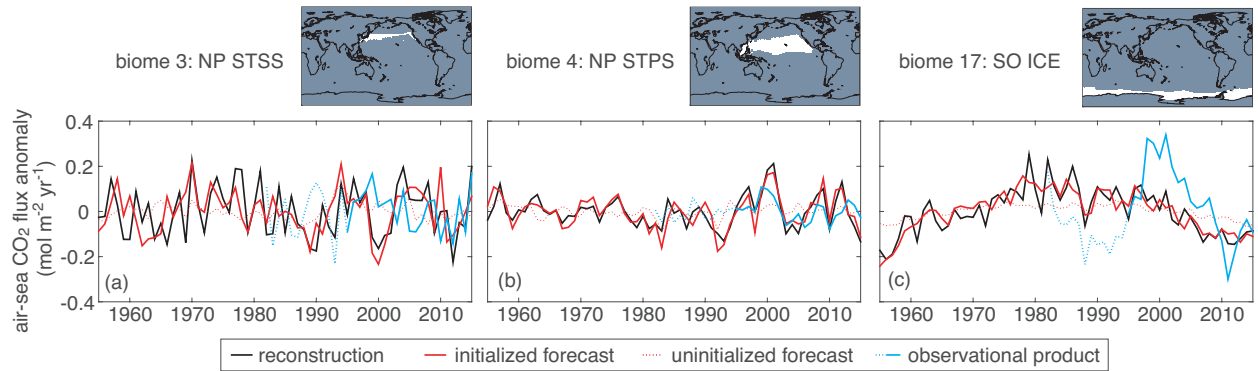 biome 3: NP STSS
biome 4: NP STPS
biome 17: SO ICE
air-sea CO2 flux anomaly
(mol m-2 yr-1)
0.4
0.2
0
-0.2
-0.4
(a)
(b)
(c)
1960 1970 1980 1990 2000 2010
1960 1970 1980 1990 2000 2010
1960 1970 1980 1990 2000 2010
reconstruction initialized forecast uninitialized forecast observational product